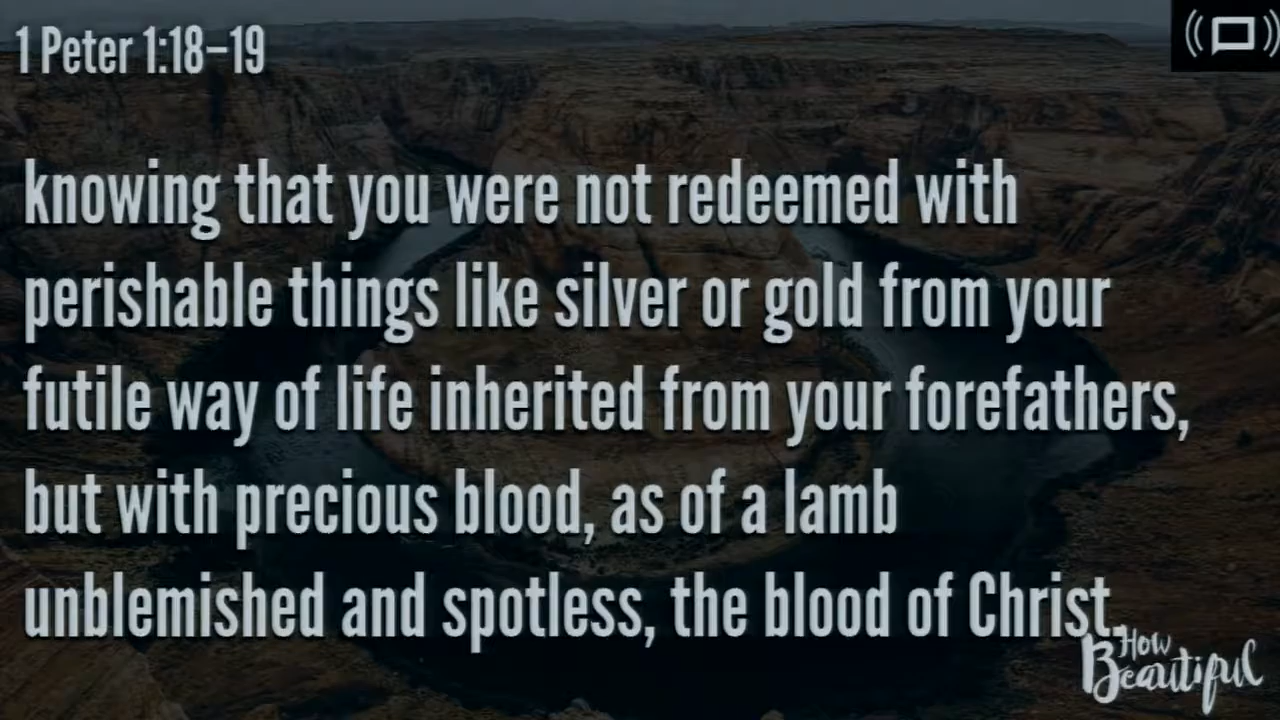 1 Peter 1:18–19
knowing that you were not redeemed with
perishable things like silver or gold from your
futile way of life inherited from your forefathers,
but with precious blood, as of a lamb
unblemished and spotless, the blood of Christ.
How
Beautiful